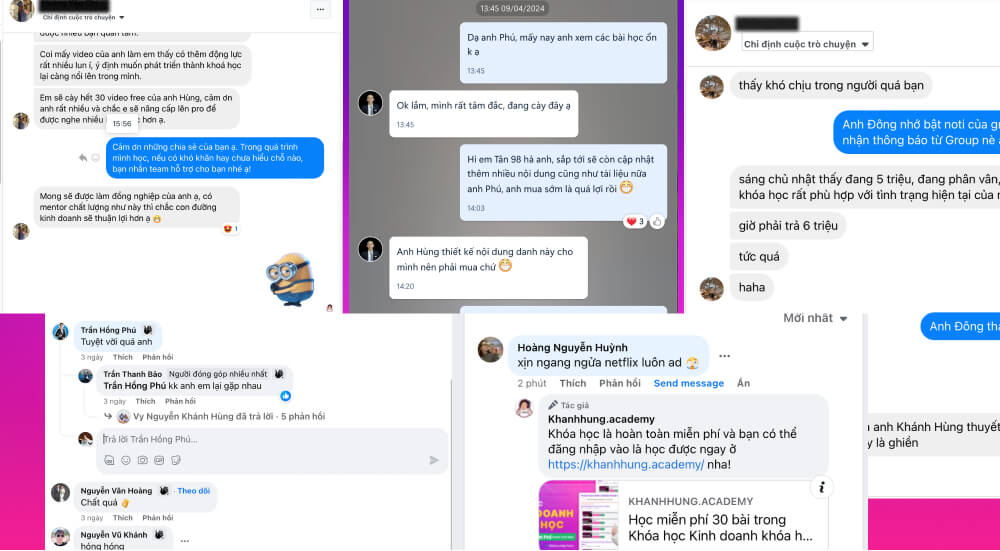 Chỉ định cuộc trò chuyện
được nhiều bạn quan tâm.
Coi mấy video của anh làm em thấy có thêm động lực
rất nhiều lun í, ý định muốn phát triển thành khoá học
lại càng nổi lên trong mình.
Em sẽ cày hết 30 video free của anh Hùng, cảm dn
anh rất nhiều và chắc e sẽ nâng cấp lên pro để
được nghe nhiều hơn ạ.
15:56
Cảm ơn những chia sẻ của bạn ạ. Trong quá trình
mình học, nếu có khó khăn hay chưa hiểu chỗ nào,
bạn nhắn team hỗ trợ cho bạn nhé ạ!
Mong sẽ được làm đồng nghiệp của anh ạ, có
mentor chất lượng như này thì chắc con đường
kinh doanh sẽ thuận lợi hơn ạ 😁
1
13:45 09/04/2024
Dạ anh Phú, mấy nay anh xem các bài học ổn
k ạ
13:45
Ok lắm, mình rất tâm đắc, đang cày đây ạ
13:45
Hi em Tân 98 hà anh, sắp tới sẽ còn cập nhật
thêm nhiều nội dung cũng như tài liệu nữa
anh Phú, anh mua sớm là quá lợi rồi 😁
14:03
3
Anh Hùng thiết kế nội dung danh này cho
mình nên phải mua chứ 😁
14:20
Chỉ định cuộc trò chuyện
thấy khó chịu trong người quá bạn
Anh Đông nhớ bật noti của gr
nhận thông báo từ Group nè a
sáng chủ nhật thấy đang 5 triệu, đang phân vân,
khóa học rất phù hợp với tình trạng hiện tại của n
giờ phải trả 6 triệu
tức quá
haha
Trần Hồng Phú
Tuyệt vời quá anh
3 ngày Thích Phản hồi
Trần Thanh Bảo Người đóng góp nhiều nhất
Trần Hồng Phú kk anh em lại gặp nhau
3 ngày Thích Phản hồi
Vy Nguyễn Khánh Hùng đã trả lời · 5 phản hồi
Trả lời Trần Hồng Phú...
Nguyễn Văn Hoàng · Theo dõi
Chất quá 👌
3 ngày Thích Phản hồi
Nguyễn Vũ Khánh
hóng hóng
Mới nhất
Hoàng Nguyễn Huỳnh
xịn ngang ngửa netflix luôn ad
2 phút Thích Phản hồi Send message Ẩn
Tác giả
Khanhhung.academy
Khóa học là hoàn toàn miễn phí và bạn có thể
đăng nhập vào là học được ngay ở
https://khanhhung.academy/ nha!
DOANH
HỌC
KHANHHUNG.ACADEMY
Học miễn phí 30 bài trong
Khóa học Kinh doanh khóa h...
Anh Đông tha
a anh Khánh Hùng thuyết
y là ghiền